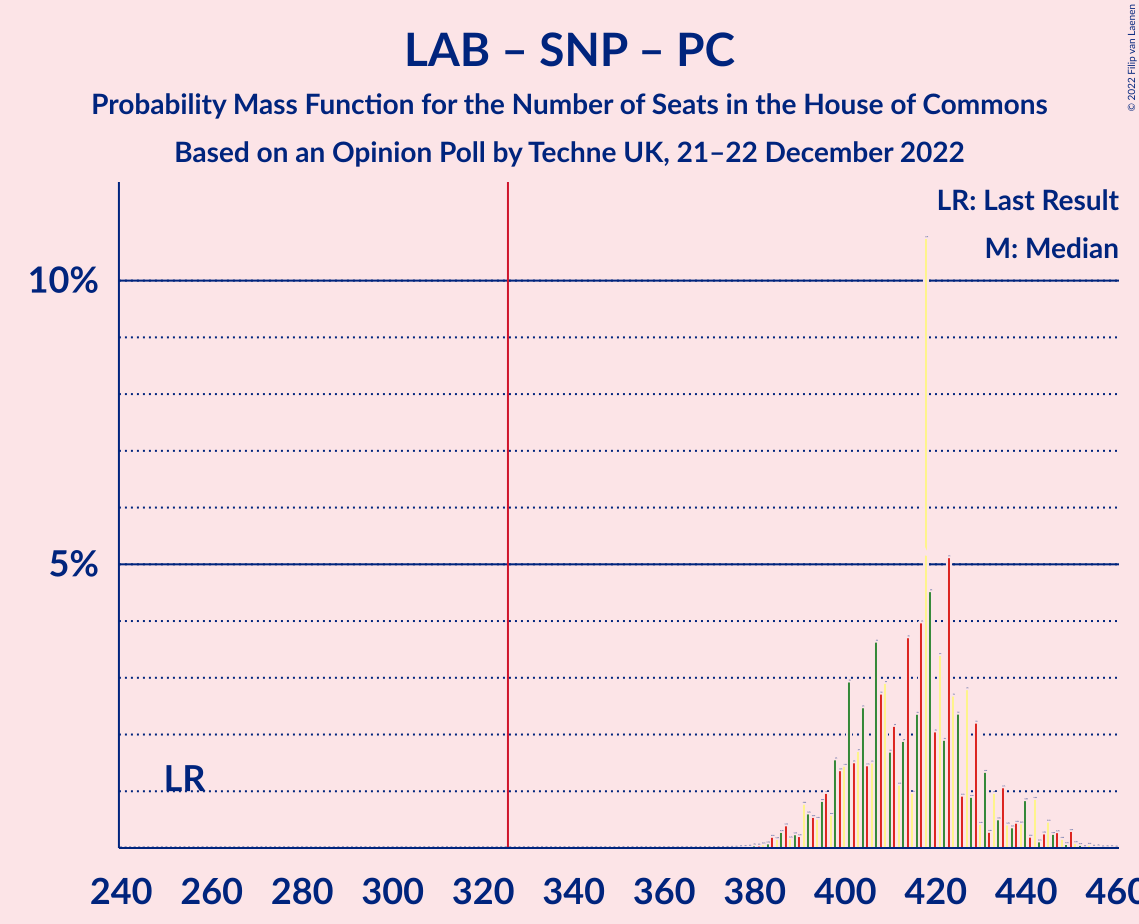 LAB – SNP – PC
Probability Mass Function for the Number of Seats in the House of Commons
Based on an Opinion Poll by Techne UK, 21–22 December 2022
© 2022 Filip van Laenen
LR: Last Result
M: Median
10%
5%
LR
240 260 280 300 320 340 360 380 400 420 440 460